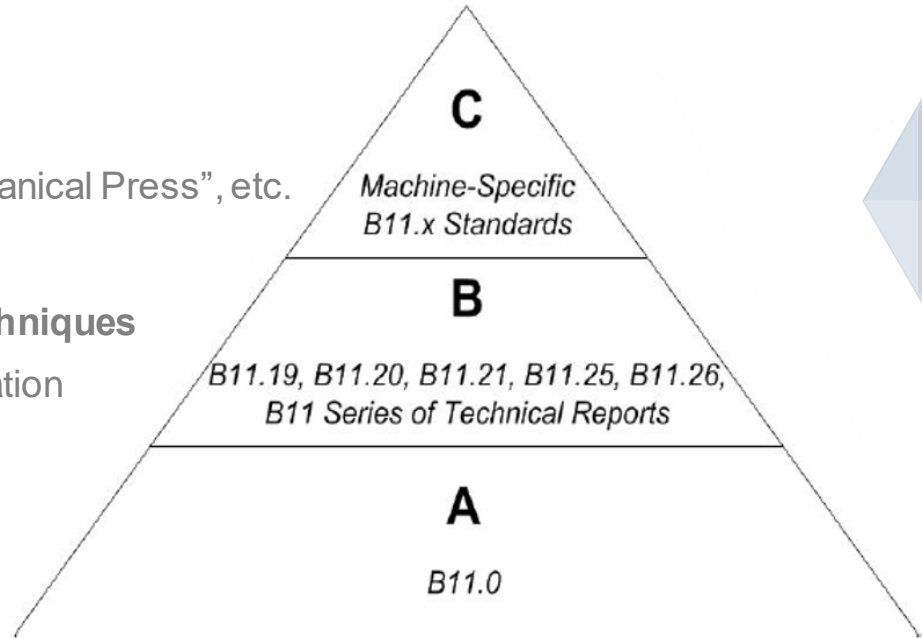 C
Machine-Specific
B11.x Standards
anical Press”, etc.
B
hniques
B11.19, B11.20, B11.21, B11.25, B11.26,
B11 Series of Technical Reports
ation
A
B11.0